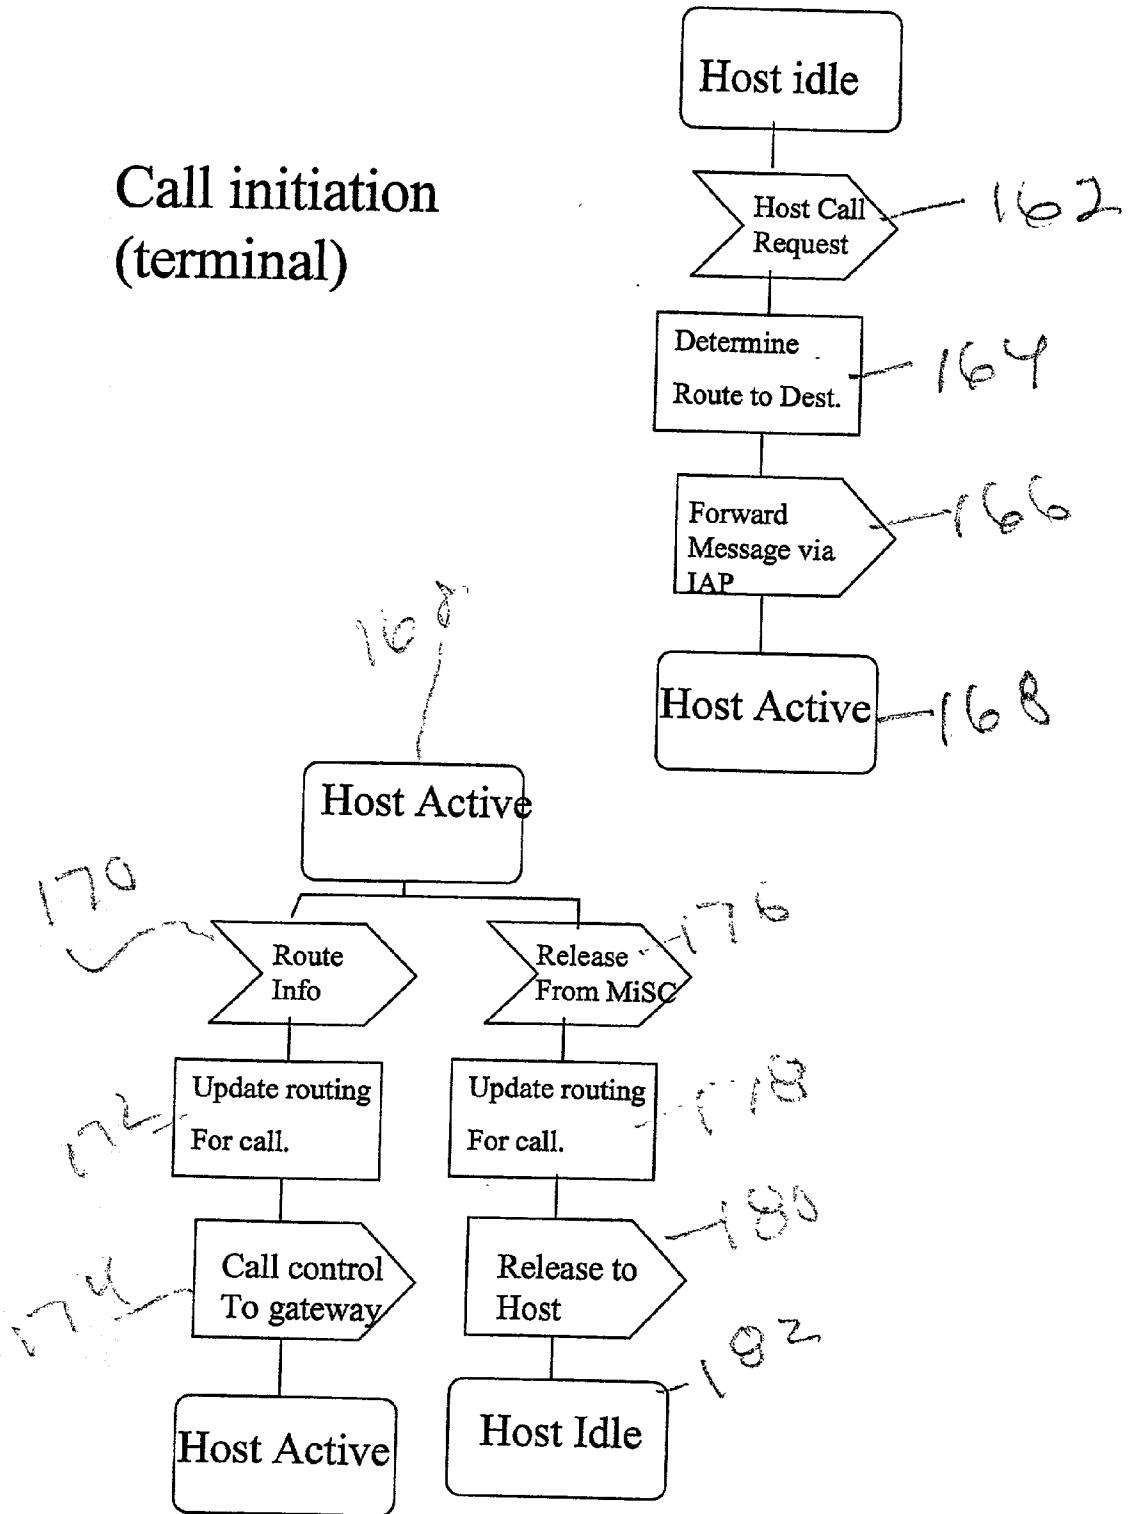 Host idle
Call initiation
(terminal)
Host Call
Request
162
Determine
Route to Dest.
164
Forward
Message via
IAP
166
Host Active
168
168
Host Active
170
Route
Info
Release
From MiSC
176
Update routing
For call.
172
Update routing
For call.
178
Call control
To gateway
174
Release to
Host
180
Host Active
Host Idle
182